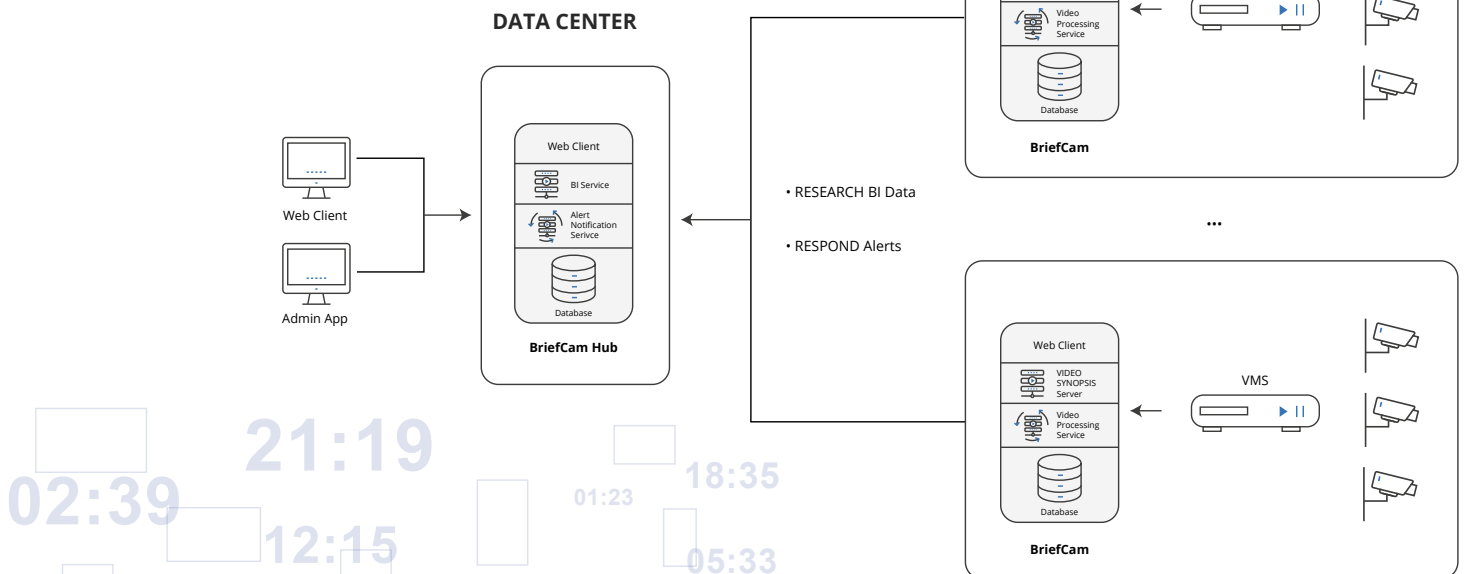 DATA CENTER
Video
Processing
Service
Database
BriefCam
Web Client
BI Service
Alert
Notification
Serivce
Database
BriefCam Hub
Web Client
Admin App
• RESEARCH BI Data
• RESPOND Alerts
...
Web Client
VIDEO
SYNOPSIS
Server
Video
Processing
Service
Database
BriefCam
VMS
21:19
02:39
18:35
01:23
12:15
05:33